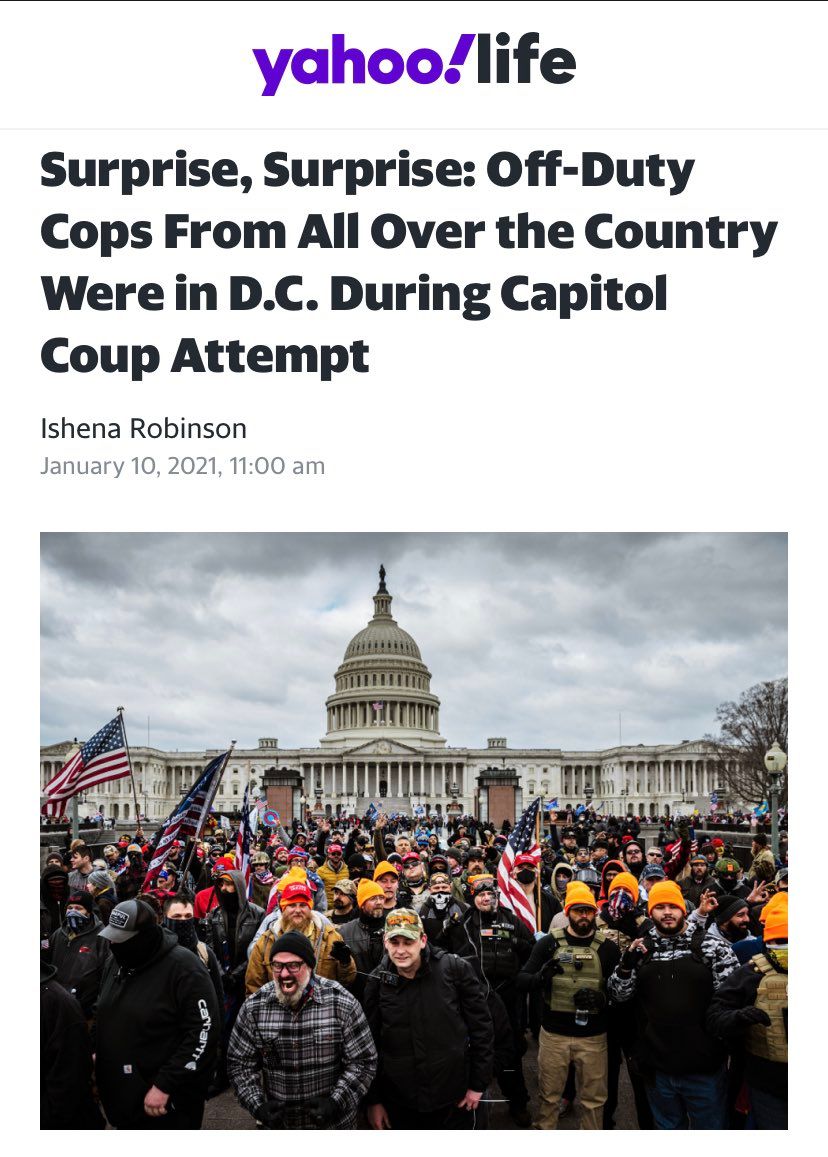 yahoo!life
Surprise, Surprise: Off-Duty
Cops From All Over the Country
Were in D.C. During Capitol
Coup Attempt
Ishena Robinson
January 10, 2021, 11:00 am
carhartt